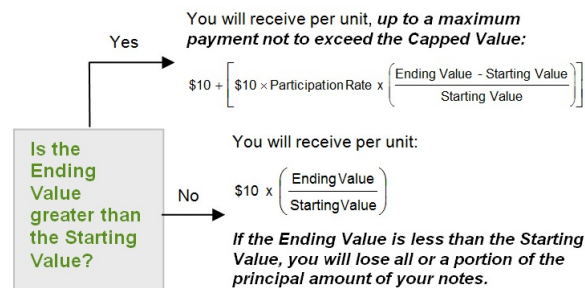 You will receive per unit, up to a maximum
payment not to exceed the Capped Value:
Yes
$10 + [ $10 × Participation Rate x ( Ending Value - Starting Value / Starting Value ) ]
Is the
Ending
Value
greater than
the Starting
Value?
No
You will receive per unit:
$10 x ( Ending Value / Starting Value )
If the Ending Value is less than the Starting
Value, you will lose all or a portion of the
principal amount of your notes.